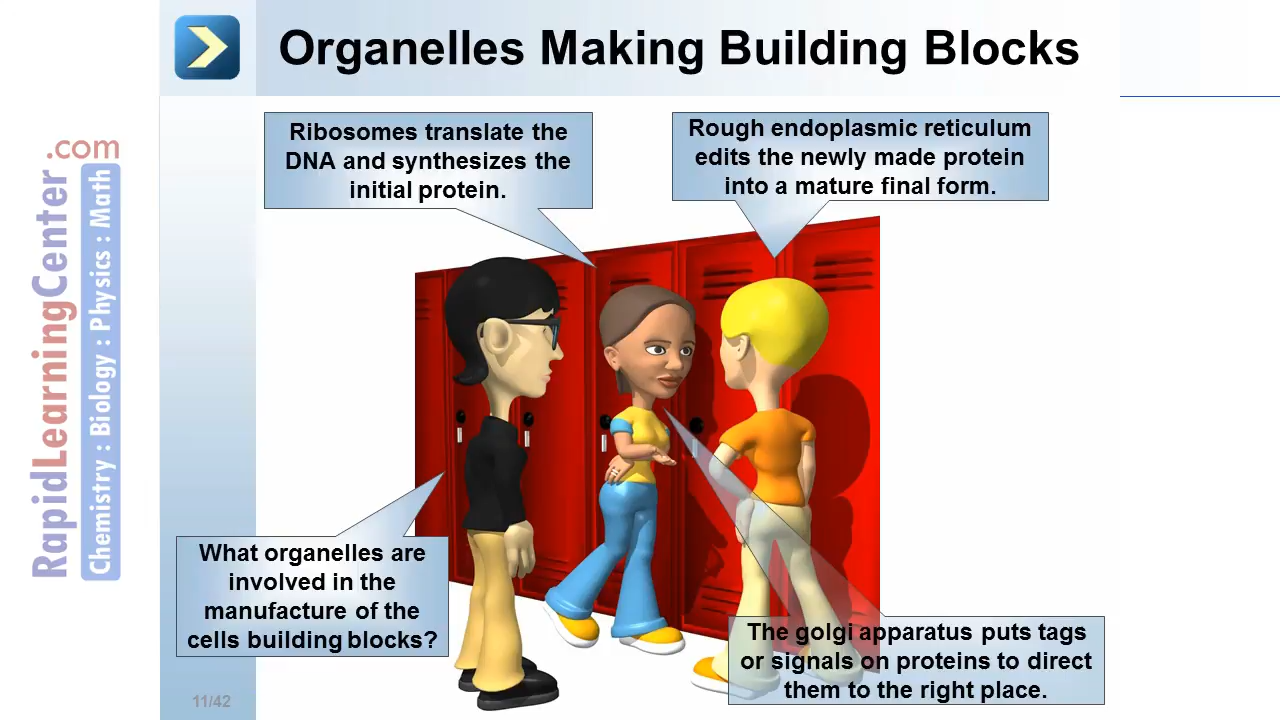 Organelles Making Building Blocks
Ribosomes translate the
DNA and synthesizes the
initial protein.
Rough endoplasmic reticulum
edits the newly made protein
into a mature final form.
What organelles are
involved in the
manufacture of the
cells building blocks?
The golgi apparatus puts tags
or signals on proteins to direct
them to the right place.
RapidLearningCenter.com
Chemistry : Biology : Physics : Math
11/42